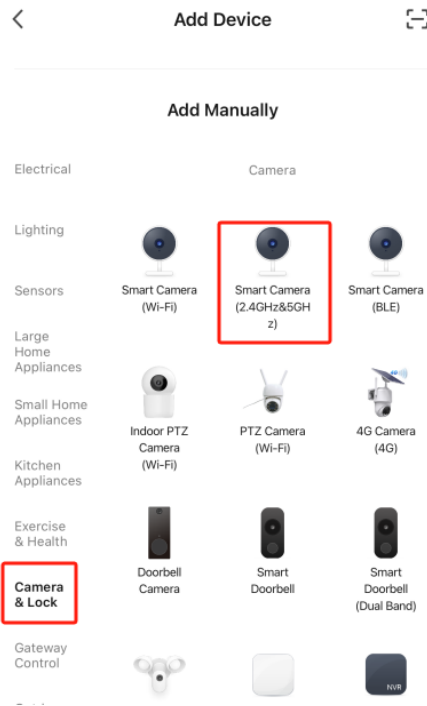 Add Device
Add Manually
Electrical
Camera
Lighting
Sensors
Large
Home
Appliances
Small Home
Appliances
Kitchen
Appliances
Exercise
& Health
Camera
& Lock
Gateway
Control
Smart Camera
(Wi-Fi)
Smart Camera
(2.4GHz&5GH
z)
Smart Camera
(BLE)
Indoor PTZ
Camera
(Wi-Fi)
PTZ Camera
(Wi-Fi)
4G Camera
(4G)
Doorbell
Camera
Smart
Doorbell
Smart
Doorbell
(Dual Band)
NVR